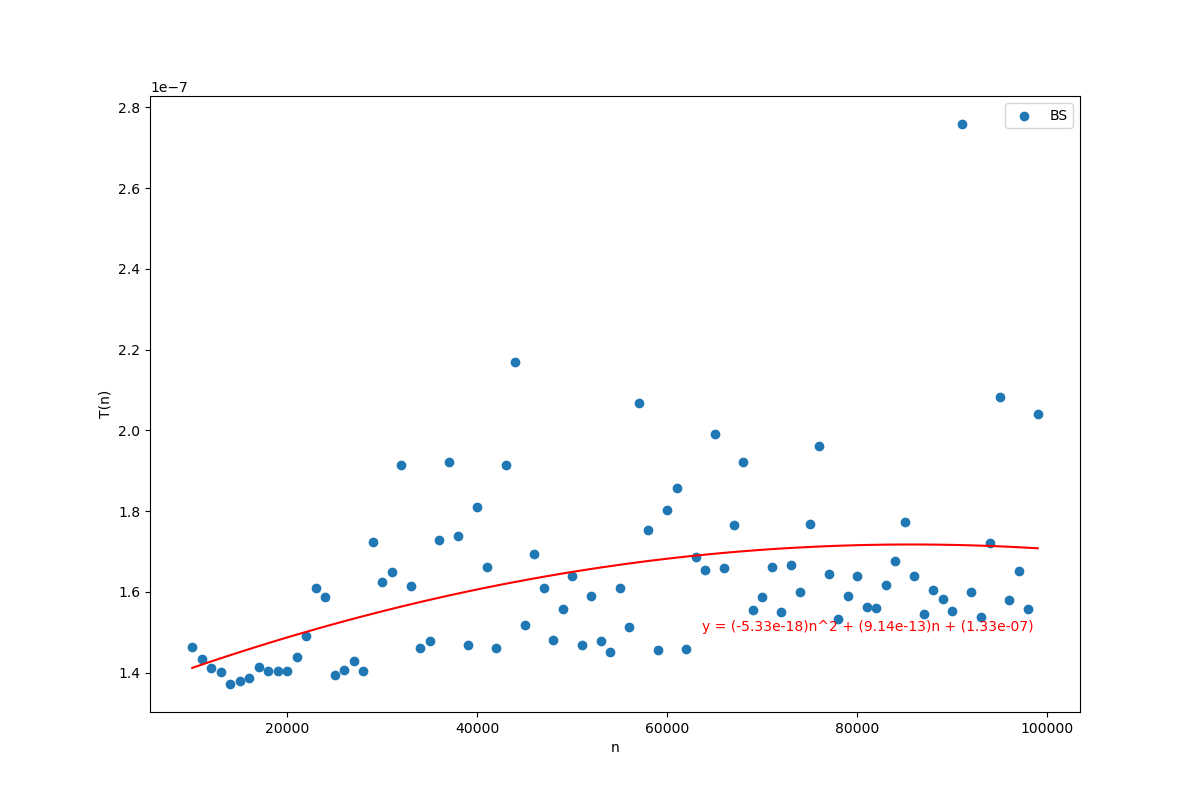 1e−7
2.8
BS
2.6
2.4
2.2
T(n)
2.0
1.8
1.6
y = (-5.33e-18)n^2 + (9.14e-13)n + (1.33e-07)
1.4
20000 40000 60000 80000 100000
n